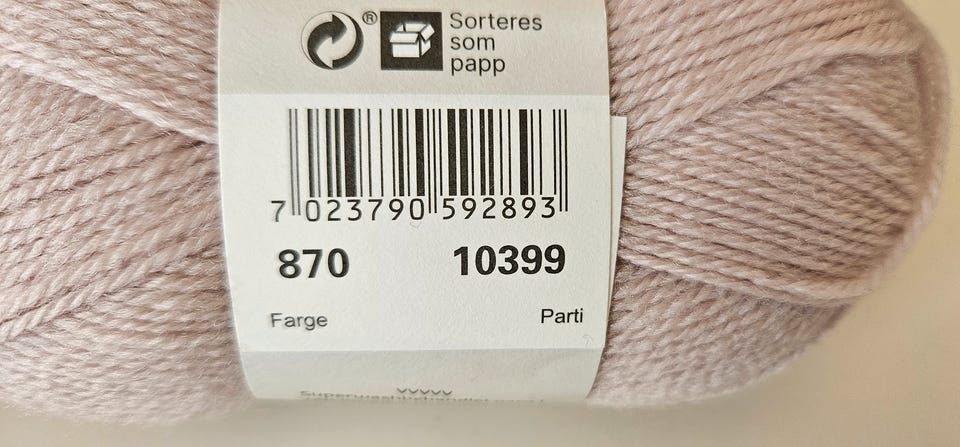 ®
Sorteres
som
papp
7 023790 592893
870 10399
Farge Parti